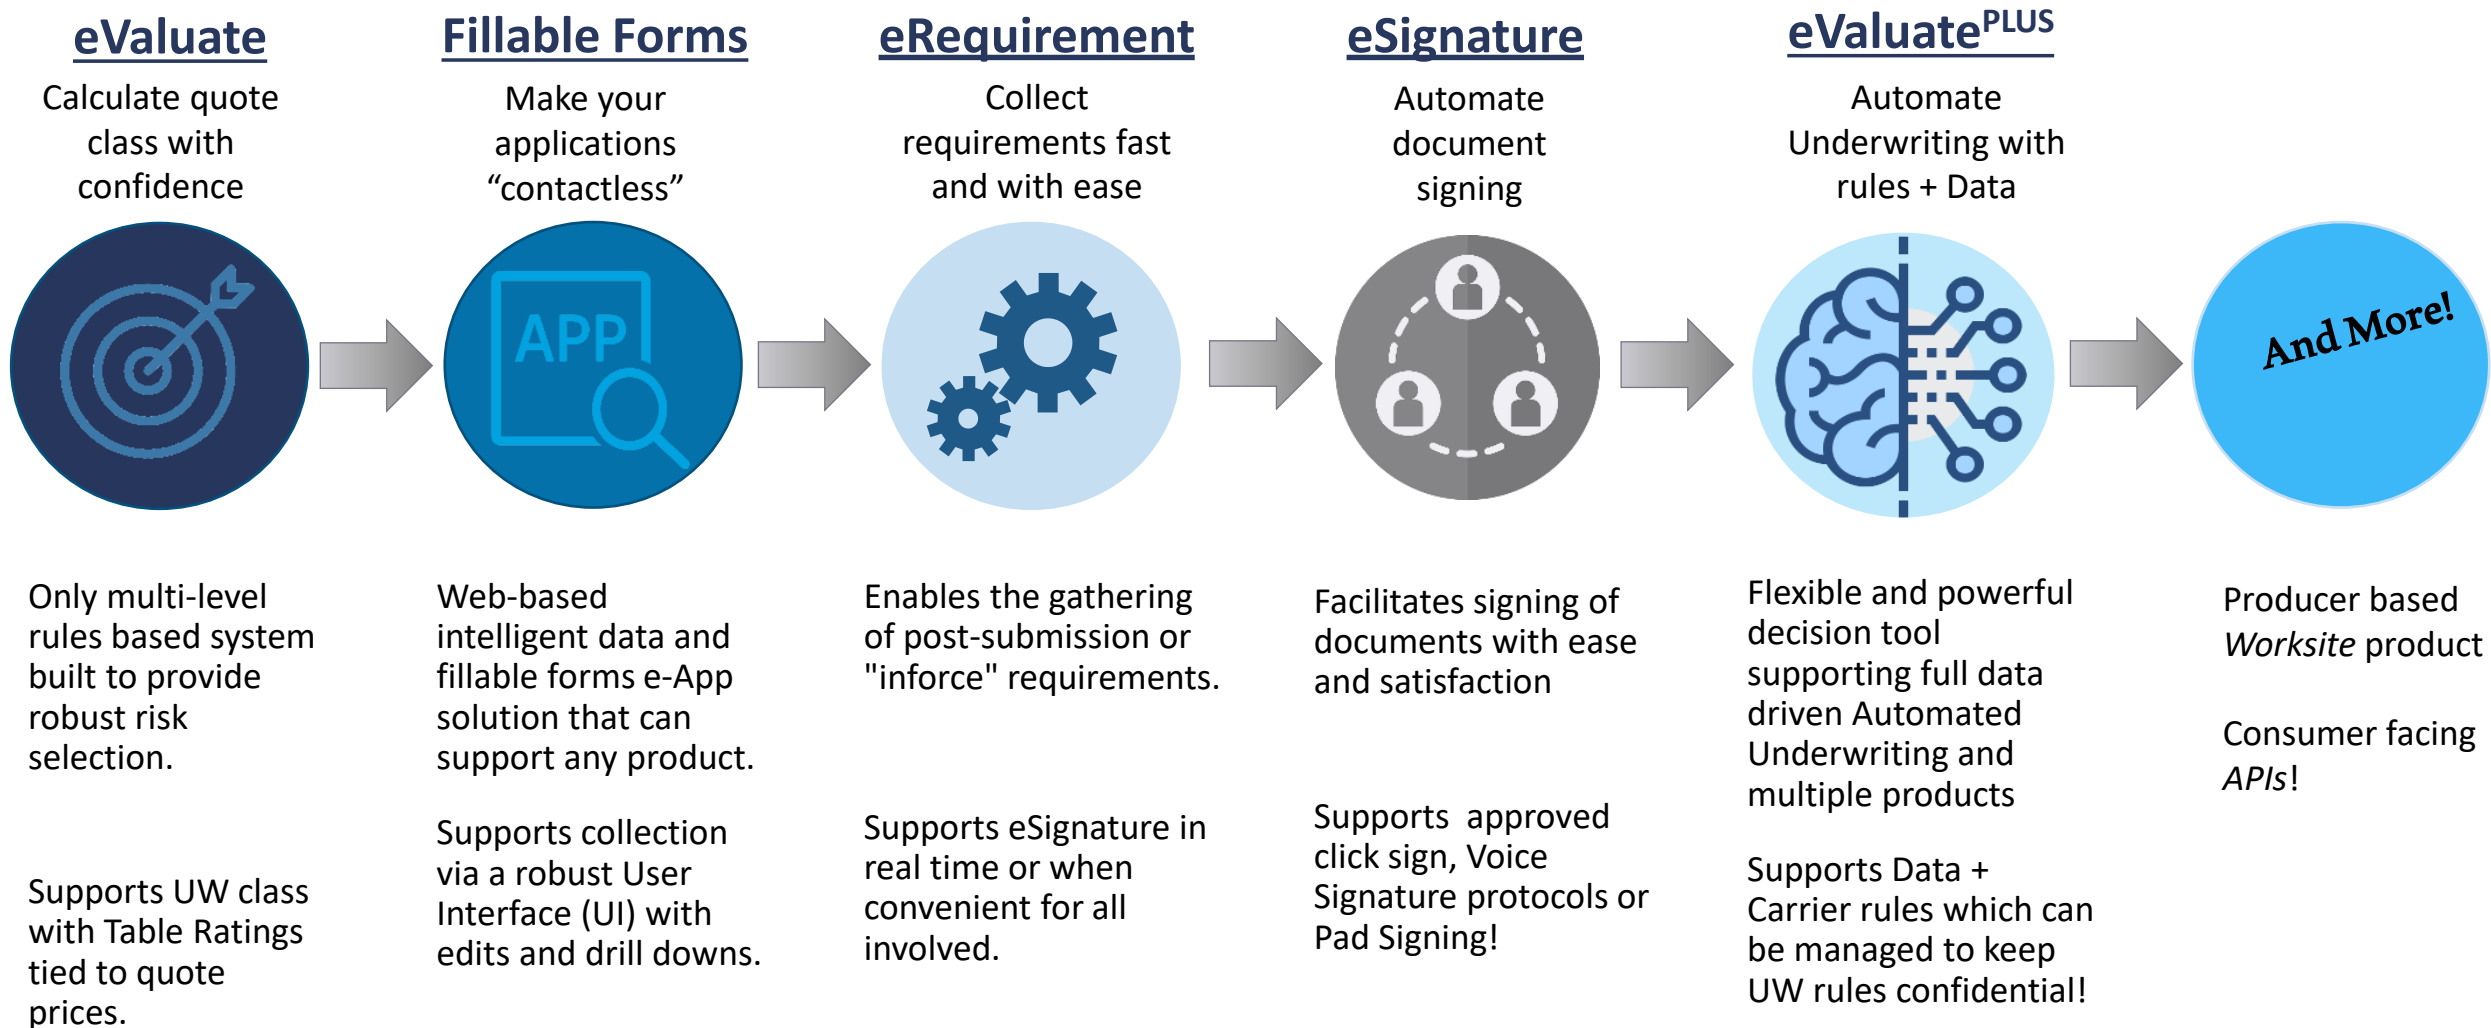 eValuate
Calculate quote
class with
confidence
Only multi-level
rules based system
built to provide
robust risk
selection.
Supports UW class
with Table Ratings
tied to quote
prices.
Fillable Forms
Make your
applications
“contactless”
APP
Web-based
intelligent data and
fillable forms e-App
solution that can
support any product.
Supports collection
via a robust User
Interface (UI) with
edits and drill downs.
eRequirement
Collect
requirements fast
and with ease
Enables the gathering
of post-submission or
"inforce" requirements.
Supports eSignature in
real time or when
convenient for all
involved.
eSignature
Automate
document
signing
Facilitates signing of
documents with ease
and satisfaction
Supports  approved
click sign, Voice
Signature protocols or
Pad Signing!
eValuatePLUS
Automate
Underwriting with
rules + Data
Flexible and powerful
decision tool
supporting full data
driven Automated
Underwriting and
multiple products
Supports Data +
Carrier rules which can
be managed to keep
UW rules confidential!
And More!
Producer based
Worksite product
Consumer facing
APIs!